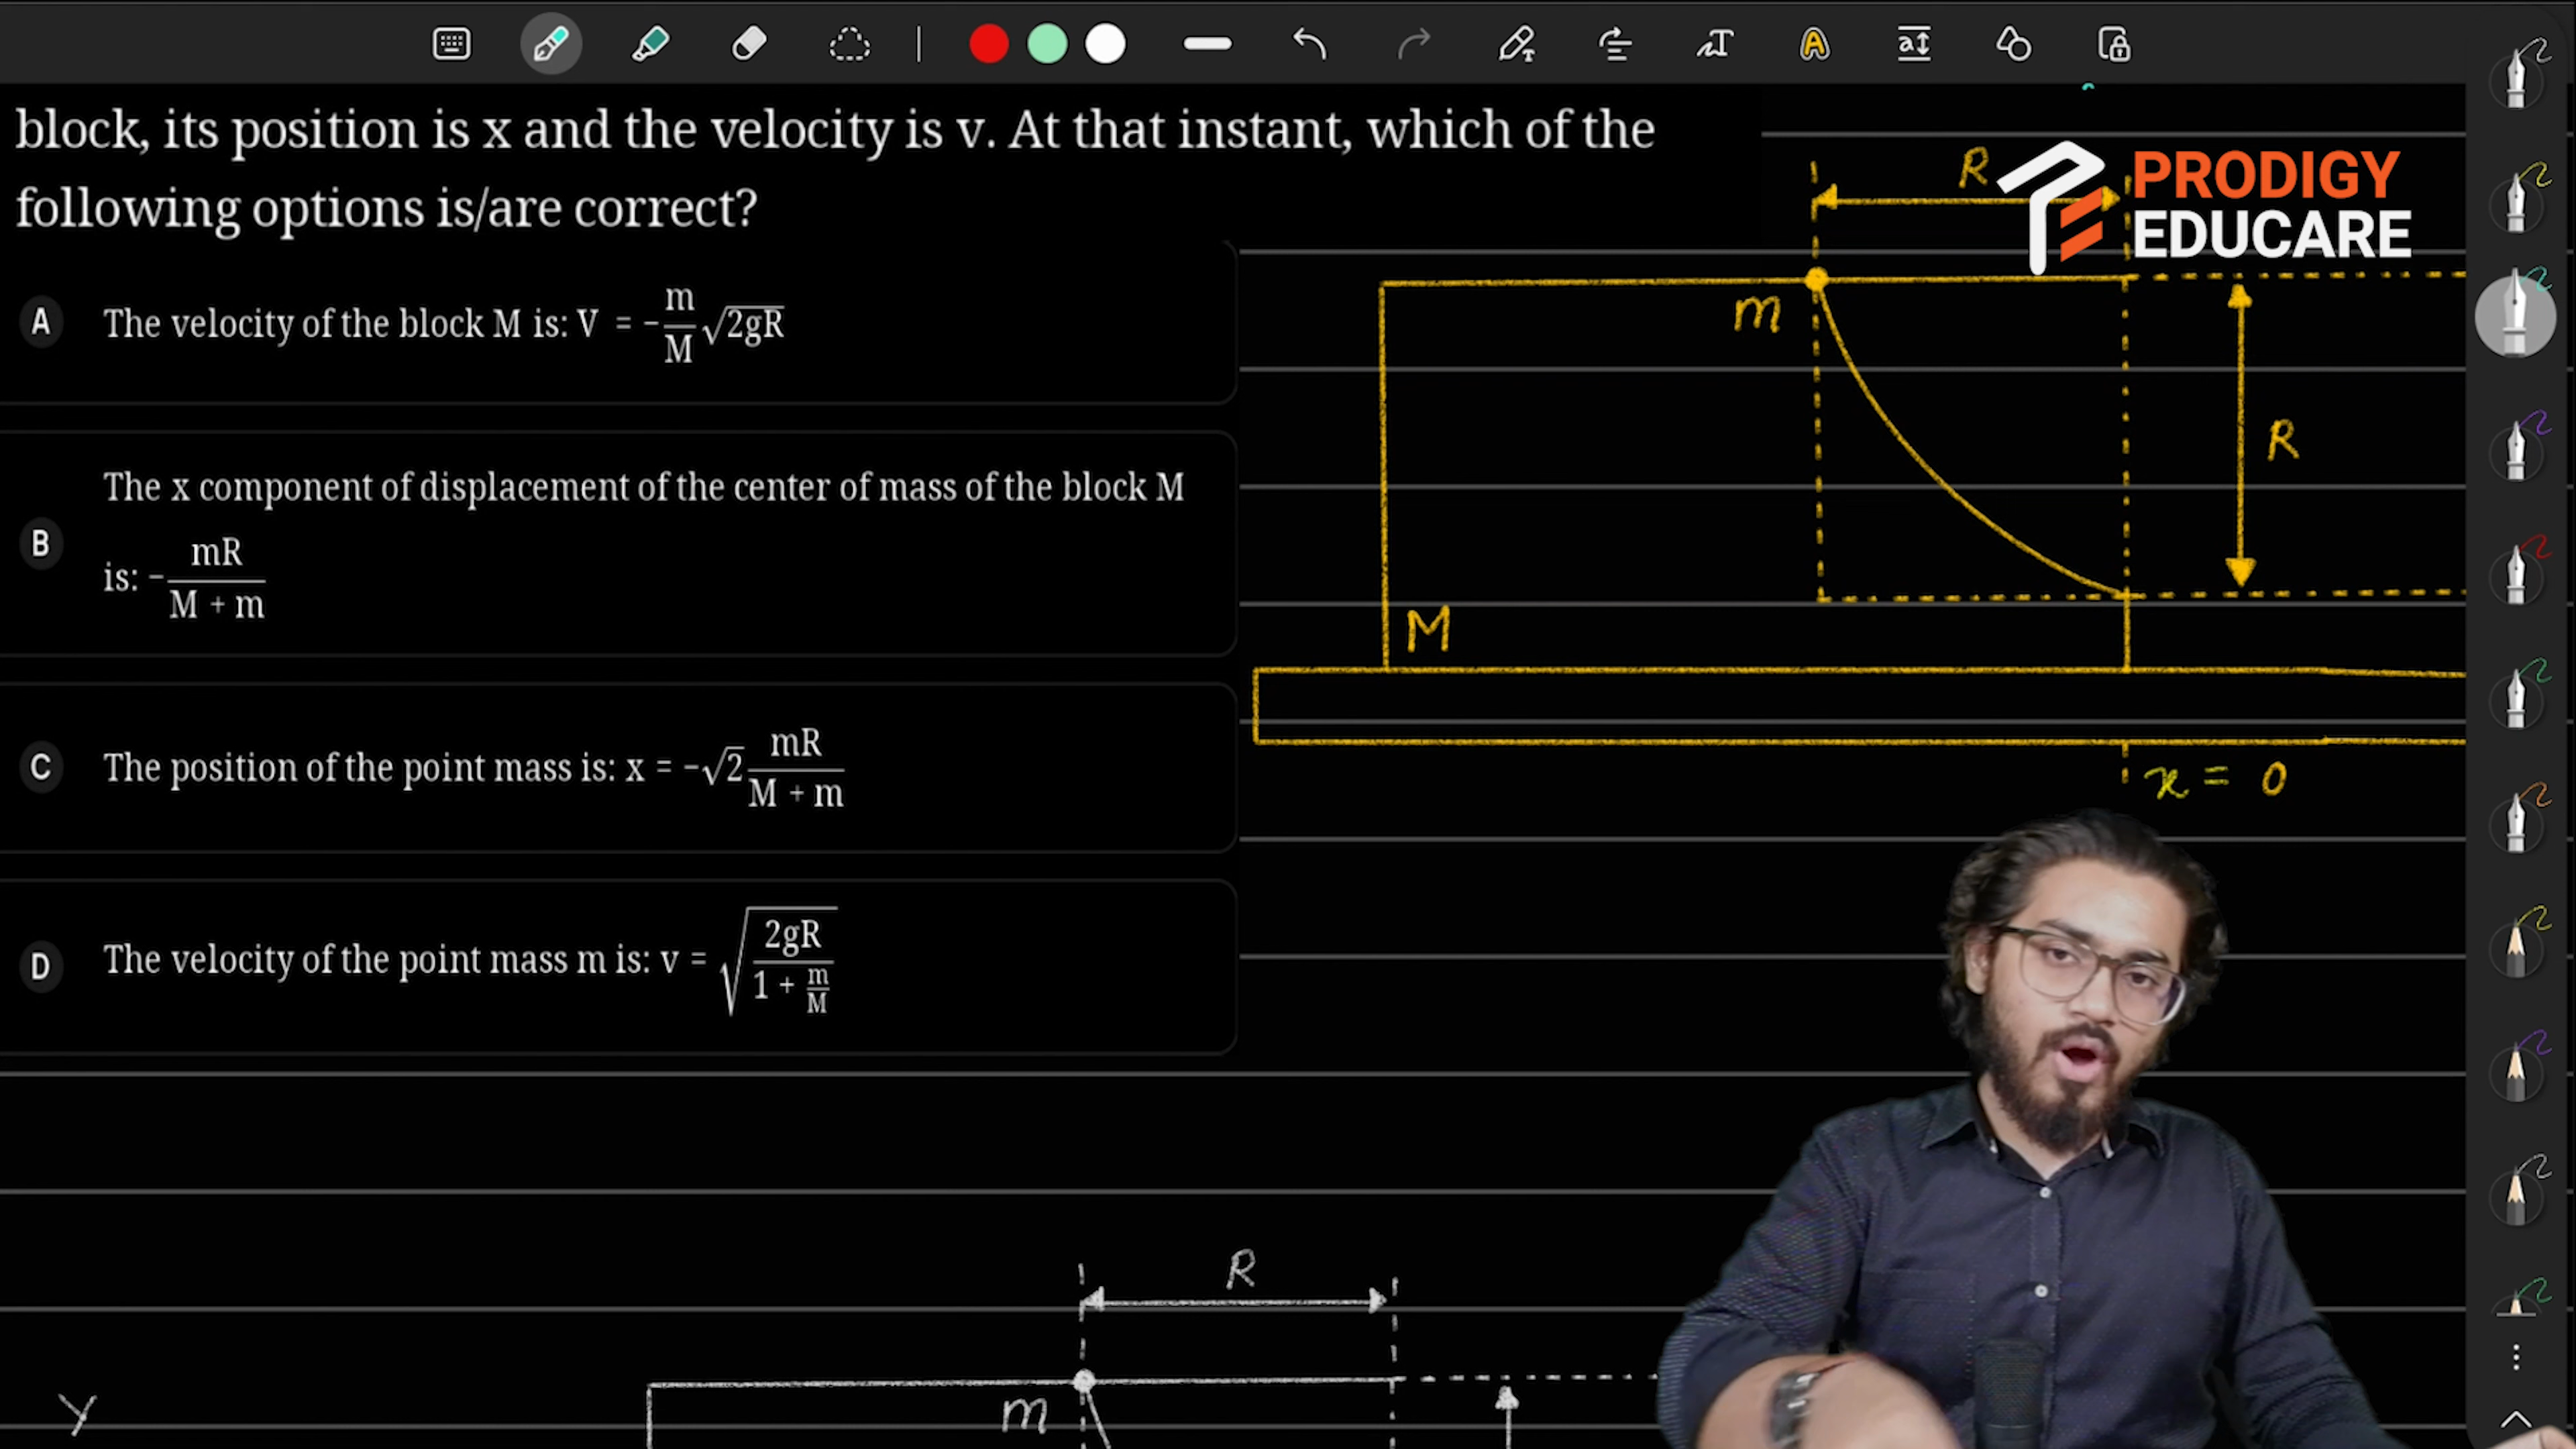 block, its position is x and the velocity is v. At that instant, which of the
following options is/are correct?
A The velocity of the block M is: V = -m/M √2gR
B The x component of displacement of the center of mass of the block M
is: - mR/(M + m)
C The position of the point mass is: x = -√2 mR/(M + m)
D The velocity of the point mass m is: v = √(2gR/(1 + m/M))
R
PRODIGY
EDUCARE
m
R
M
x = 0
R
m
Y